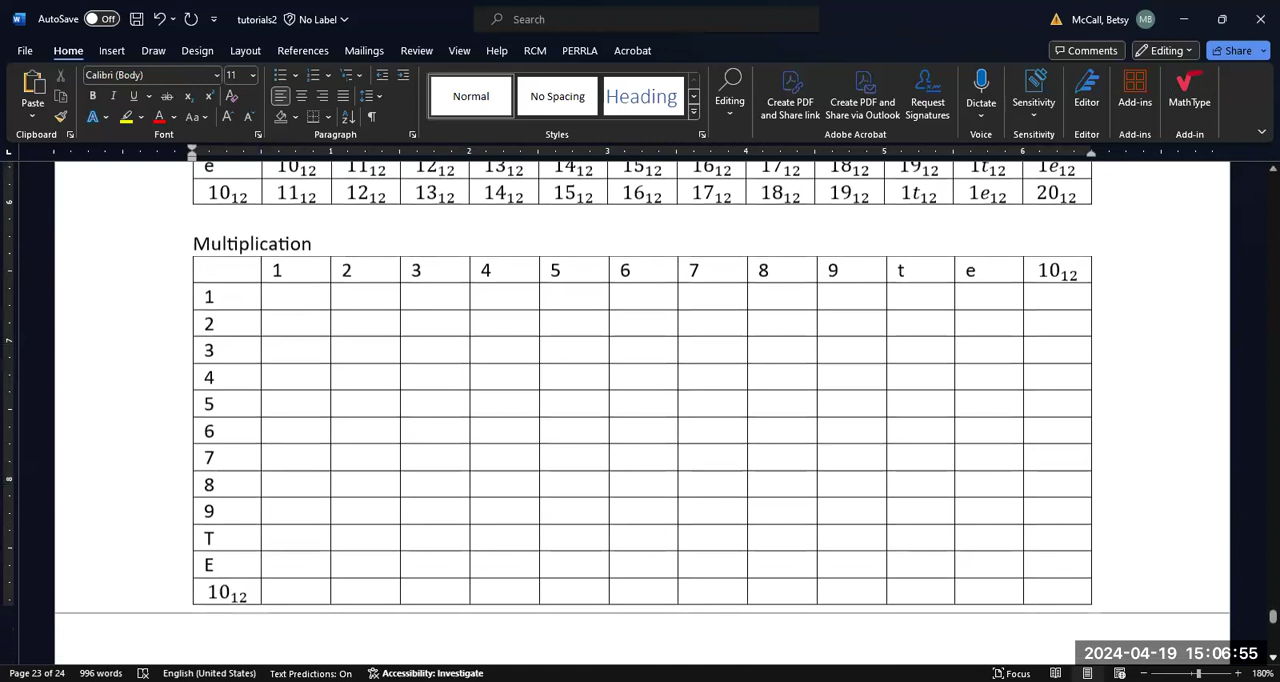 AutoSave Off tutorials2 No Label Search McCall, Betsy MB
File Home Insert Draw Design Layout References Mailings Review View Help RCM PERRLA Acrobat Comments Editing Share
Calibri (Body) 11 Normal No Spacing Heading
Paste B I U ab x₂ x² A A A Aa A A Editing Create PDF and Share link Create PDF and Share via Outlook Request Signatures Dictate Sensitivity Editor Add-ins MathType
Clipboard Font Paragraph Styles Adobe Acrobat Voice Sensitivity Editor Add-ins Add-in
e 10₁₂ 11₁₂ 12₁₂ 13₁₂ 14₁₂ 15₁₂ 16₁₂ 17₁₂ 18₁₂ 19₁₂ 1t₁₂ 1e₁₂
10₁₂ 11₁₂ 12₁₂ 13₁₂ 14₁₂ 15₁₂ 16₁₂ 17₁₂ 18₁₂ 19₁₂ 1t₁₂ 1e₁₂ 20₁₂
Multiplication
1 2 3 4 5 6 7 8 9 t e 10₁₂
1
2
3
4
5
6
7
8
9
T
E
10₁₂
2024-04-19 15:06:55
Page 23 of 24 996 words English (United States) Text Predictions: On Accessibility: Investigate Focus 180%